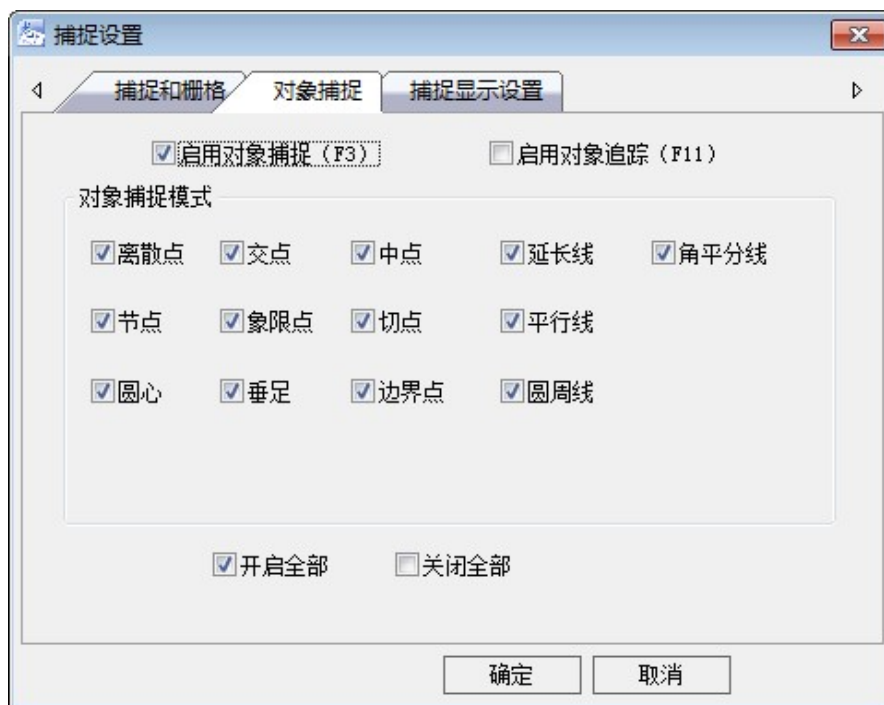 捕捉设置
捕捉和栅格 对象捕捉 捕捉显示设置
启用对象捕捉（F3） 启用对象追踪（F11）
对象捕捉模式
离散点 交点 中点 延长线 角平分线
节点 象限点 切点 平行线
圆心 垂足 边界点 圆周线
开启全部 关闭全部
确定 取消